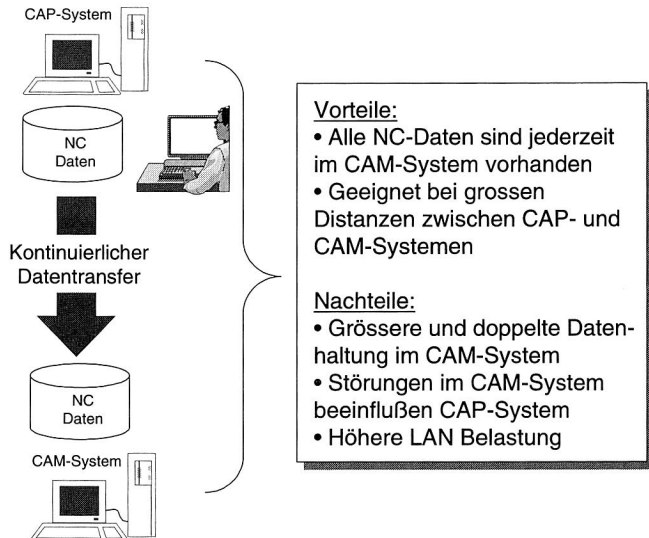 CAP-System
NC
Daten
Kontinuierlicher
Datentransfer
NC
Daten
CAM-System
Vorteile:
• Alle NC-Daten sind jederzeit
im CAM-System vorhanden
• Geeignet bei grossen
Distanzen zwischen CAP- und
CAM-Systemen
Nachteile:
• Grössere und doppelte Daten-
haltung im CAM-System
• Störungen im CAM-System
beeinflußen CAP-System
• Höhere LAN Belastung